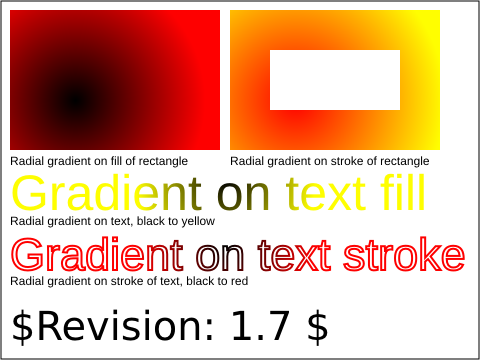 Radial gradient on fill of rectangle
Radial gradient on stroke of rectangle
Gradient on text fill
Radial gradient on text, black to yellow
Gradient on text stroke
Radial gradient on stroke of text, black to red
$Revision: 1.7 $